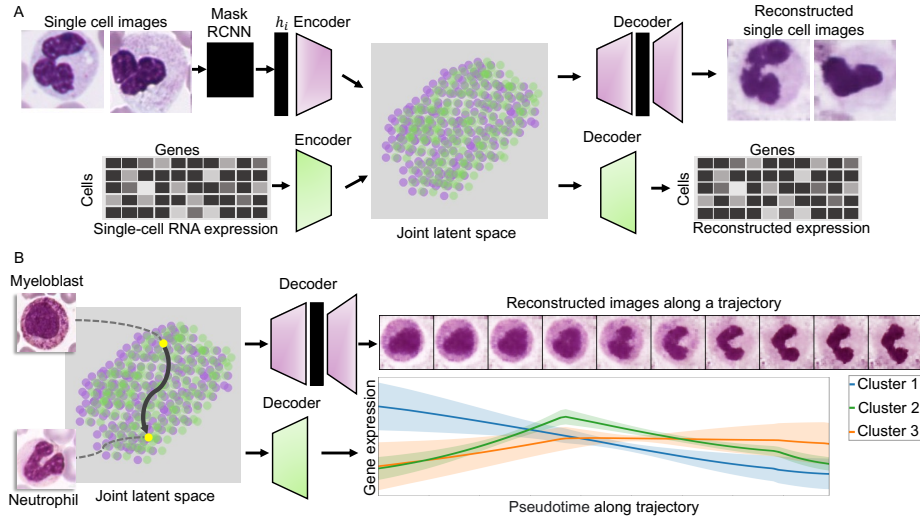 A
Single cell images
Mask
RCNN
h_i
Encoder
Decoder
Reconstructed
single cell images
Genes
Cells
Single-cell RNA expression
Encoder
Joint latent space
Decoder
Genes
Cells
Reconstructed expression
B
Myeloblast
Neutrophil
Joint latent space
Decoder
Decoder
Reconstructed images along a trajectory
Gene expression
Cluster 1
Cluster 2
Cluster 3
Pseudotime along trajectory